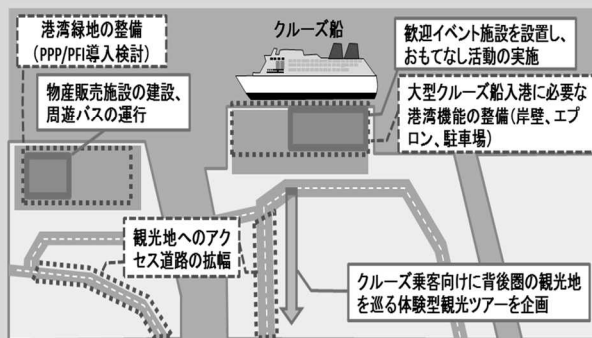 港湾緑地の整備
(PPP/PFI導入検討)
クルーズ船
歓迎イベント施設を設置し、
おもてなし活動の実施
物産販売施設の建設、
周遊バスの運行
大型クルーズ船入港に必要な
港湾機能の整備(岸壁、エプ
ロン、駐車場)
観光地へのアク
セス道路の拡幅
クルーズ乗客向けに背後圏の観光地
を巡る体験型観光ツアーを企画